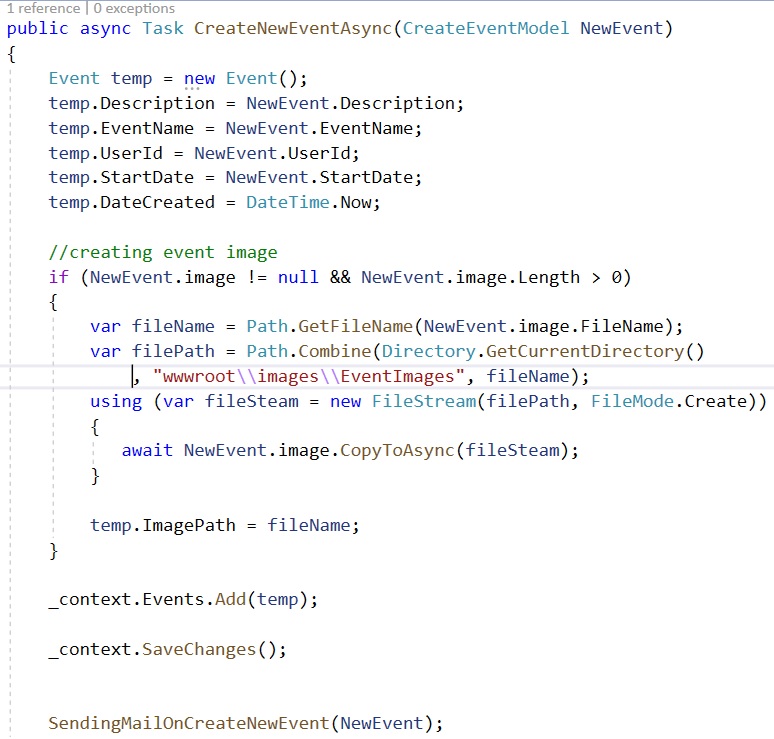 1 reference | 0 exceptions
public async Task CreateNewEventAsync(CreateEventModel NewEvent)
{
Event temp = new Event();
temp.Description = NewEvent.Description;
temp.EventName = NewEvent.EventName;
temp.UserId = NewEvent.UserId;
temp.StartDate = NewEvent.StartDate;
temp.DateCreated = DateTime.Now;
//creating event image
if (NewEvent.image != null && NewEvent.image.Length > 0)
{
var fileName = Path.GetFileName(NewEvent.image.FileName);
var filePath = Path.Combine(Directory.GetCurrentDirectory()
, "wwwroot\\images\\EventImages", fileName);
using (var fileSteam = new FileStream(filePath, FileMode.Create))
{
await NewEvent.image.CopyToAsync(fileSteam);
}
temp.ImagePath = fileName;
}
_context.Events.Add(temp);
_context.SaveChanges();
SendingMailOnCreateNewEvent(NewEvent);